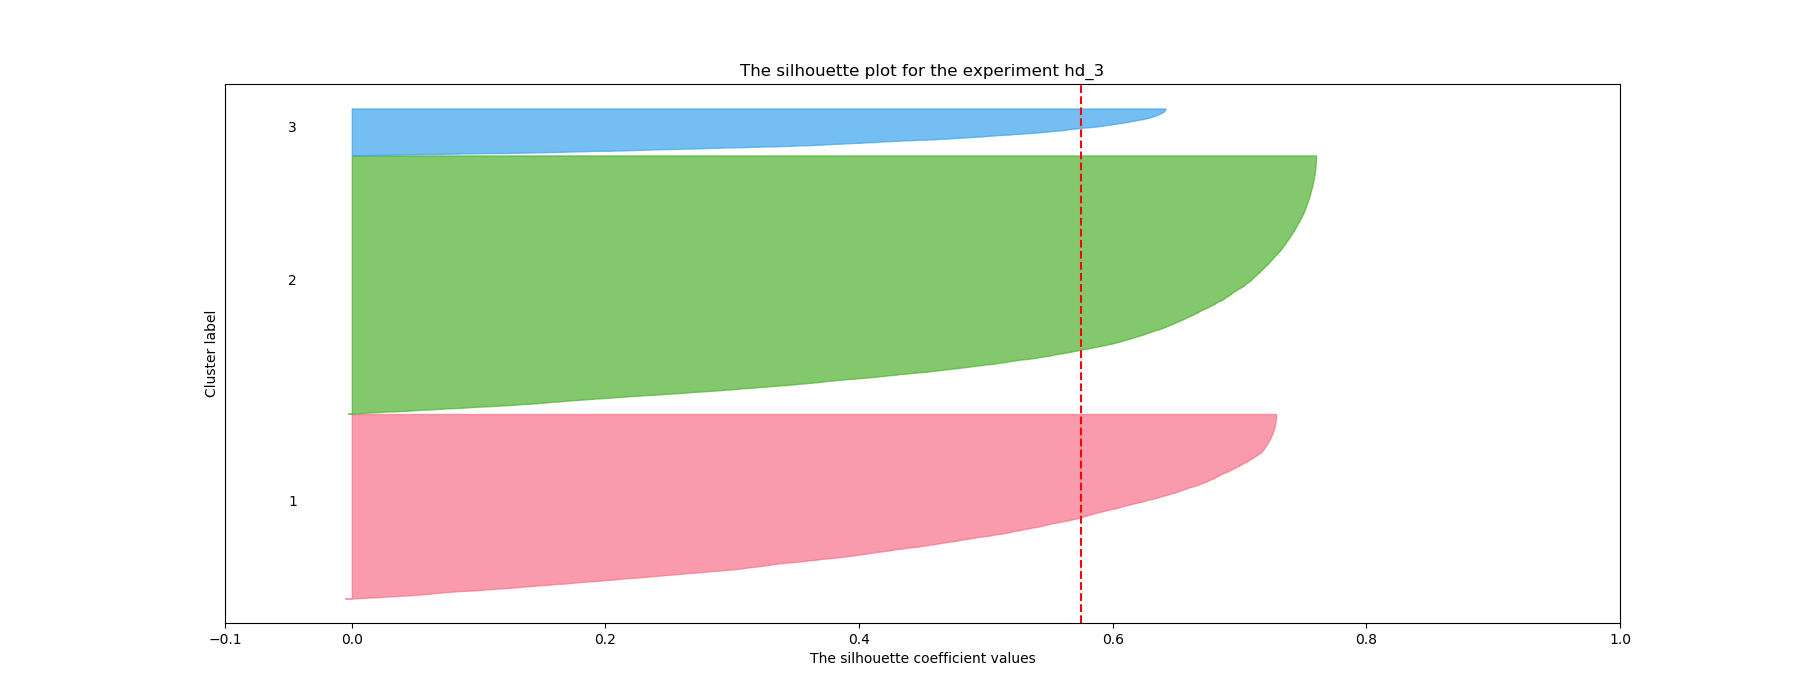 The silhouette plot for the experiment hd_3
3
2
1
Cluster label
−0.1 0.0 0.2 0.4 0.6 0.8 1.0
The silhouette coefficient values